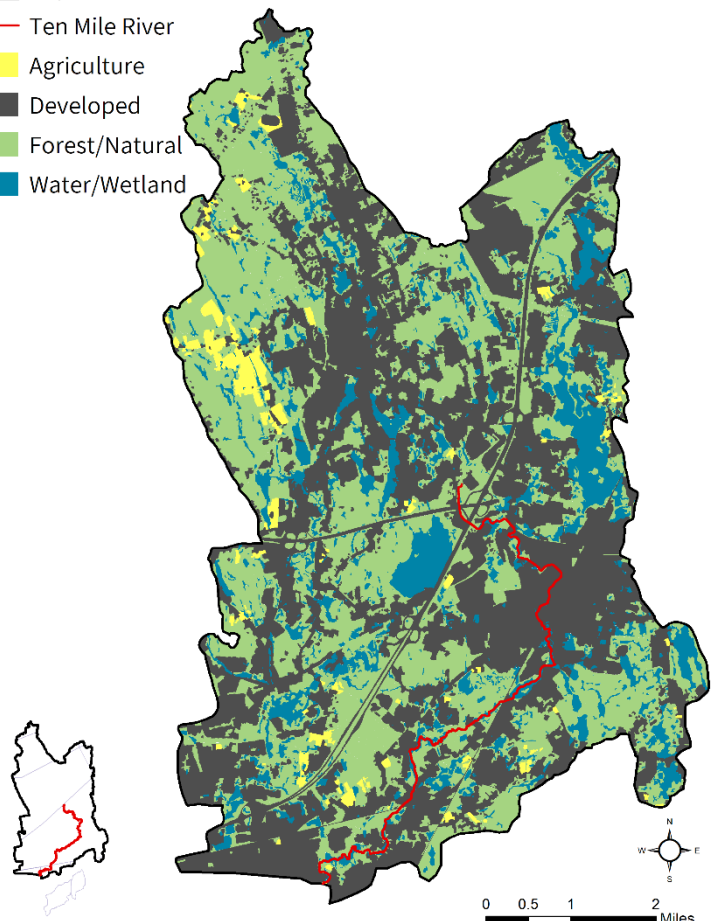 Ten Mile River
Agriculture
Developed
Forest/Natural
Water/Wetland
N
W E
S
0 0.5 1 2
Miles